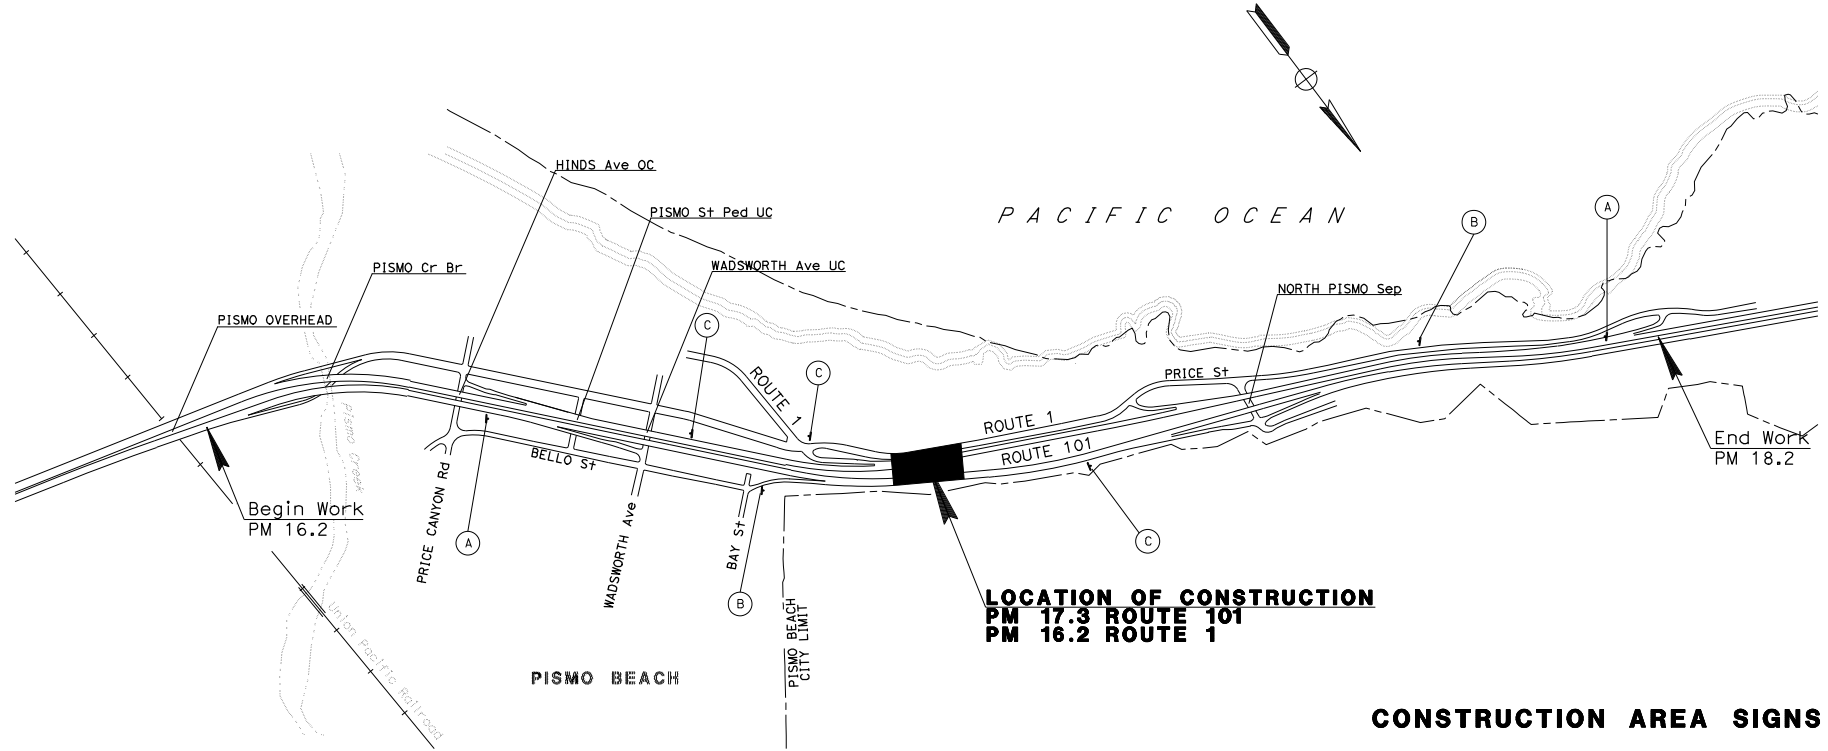 HINDS Ave OC
PISMO St Ped UC
PACIFIC OCEAN
A
B
PISMO Cr Br
WADSWORTH Ave UC
NORTH PISMO Sep
PISMO OVERHEAD
C
C
ROUTE 1
PRICE St
ROUTE 1
ROUTE 101
End Work
PM 18.2
Pismo Creek
BELLO St
Begin Work
PM 16.2
PRICE CANYON Rd
A
WADSWORTH Ave
BAY St
B
C
LOCATION OF CONSTRUCTION
PM 17.3 ROUTE 101
PM 16.2 ROUTE 1
PISMO BEACH
CITY LIMIT
Union Pacific Railroad
PISMO BEACH
CONSTRUCTION AREA SIGNS